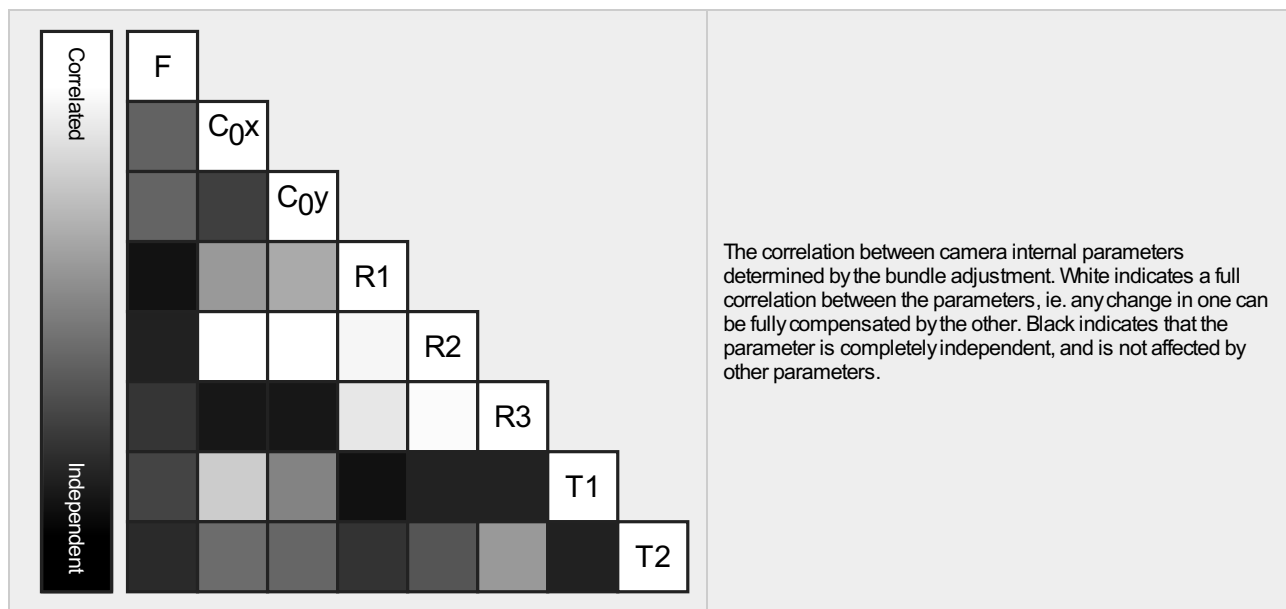 Correlated
Independent
F
C0x
C0y
R1
R2
R3
T1
T2
The correlation between camera internal parameters
determined by the bundle adjustment. White indicates a full
correlation between the parameters, ie. any change in one can
be fully compensated by the other. Black indicates that the
parameter is completely independent, and is not affected by
other parameters.